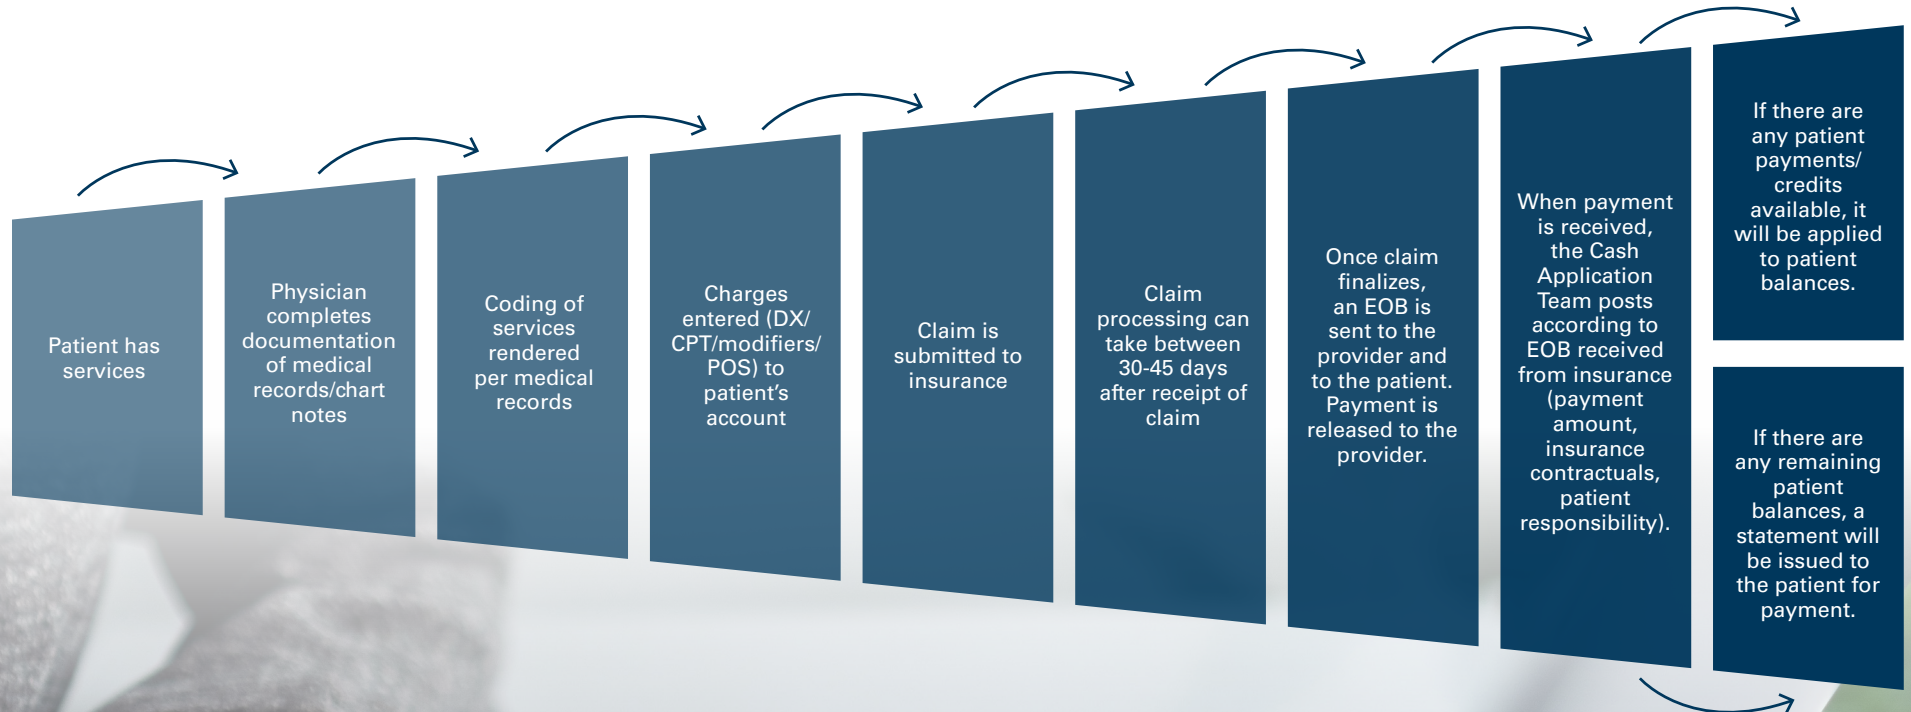 Patient has
services
Physician
completes
documentation
of medical
records/chart
notes
Coding of
services
rendered
per medical
records
Charges
entered (DX/
CPT/modifiers/
POS) to
patient’s
account
Claim is
submitted to
insurance
Claim
processing can
take between
30-45 days
after receipt of
claim
Once claim
finalizes,
an EOB is
sent to the
provider and
to the patient.
Payment is
released to the
provider.
When payment
is received,
the Cash
Application
Team posts
according to
EOB received
from insurance
(payment
amount,
insurance
contractuals,
patient
responsibility).
If there are
any patient
payments/
credits
available, it
will be applied
to patient
balances.
If there are
any remaining
patient
balances, a
statement will
be issued to
the patient for
payment.